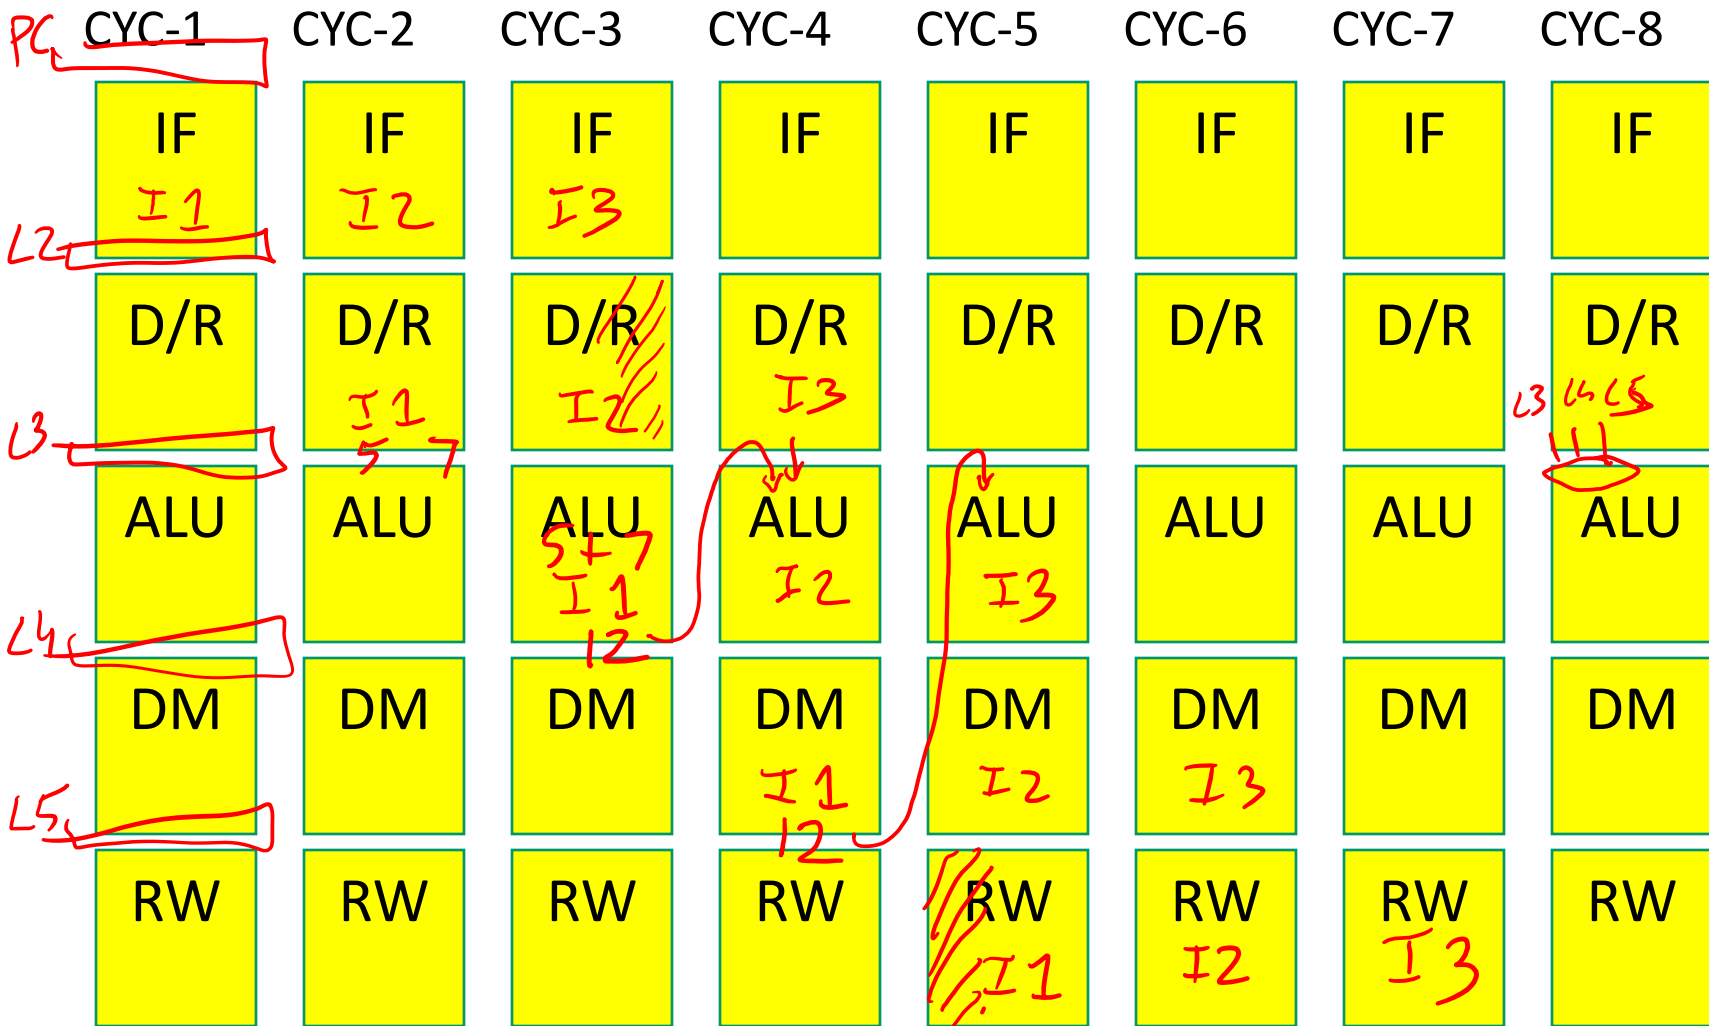 PC CYC-1 CYC-2 CYC-3 CYC-4 CYC-5 CYC-6 CYC-7 CYC-8
IF IF IF IF IF IF IF IF
I1 I2 I3
L2
D/R D/R D/R D/R D/R D/R D/R D/R
I1 I2 I3 L3 L4 L5
L3 5 7
ALU ALU ALU ALU ALU ALU ALU ALU
5+7
I1 I2 I3
L4 12
DM DM DM DM DM DM DM DM
I1 I2 I3
L5 12
RW RW RW RW RW RW RW RW
I1 I2 I3